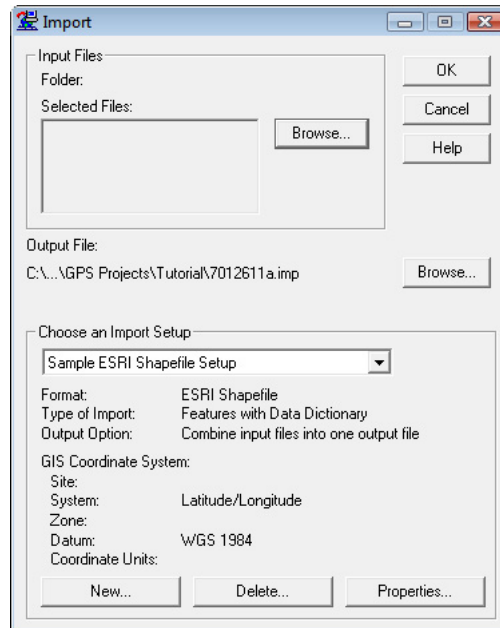 Import
Input Files
Folder:
Selected Files:
Browse...
OK
Cancel
Help
Output File:
C:\...\GPS Projects\Tutorial\7012611a.imp
Browse...
Choose an Import Setup
Sample ESRI Shapefile Setup
Format: ESRI Shapefile
Type of Import: Features with Data Dictionary
Output Option: Combine input files into one output file
GIS Coordinate System:
Site:
System: Latitude/Longitude
Zone:
Datum: WGS 1984
Coordinate Units:
New... Delete... Properties...